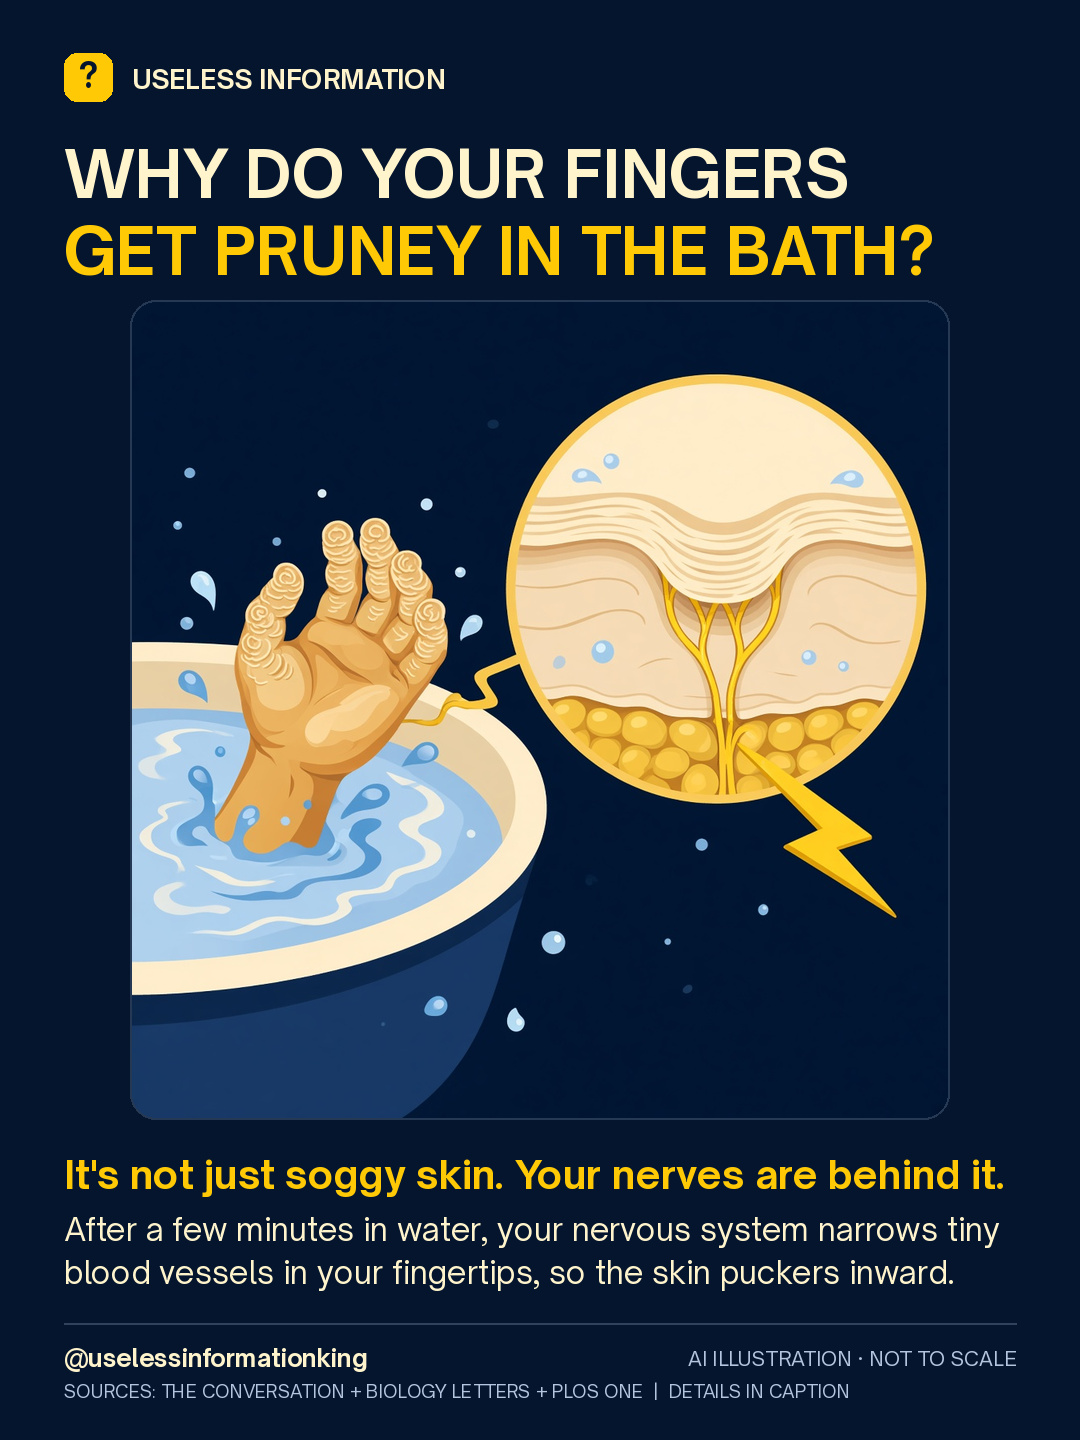 ?
USELESS INFORMATION
WHY DO YOUR FINGERS
GET PRUNEY IN THE BATH?
It's not just soggy skin. Your nerves are behind it.
After a few minutes in water, your nervous system narrows tiny
blood vessels in your fingertips, so the skin puckers inward.
@uselessinformationking
AI ILLUSTRATION · NOT TO SCALE
SOURCES: THE CONVERSATION + BIOLOGY LETTERS + PLOS ONE | DETAILS IN CAPTION